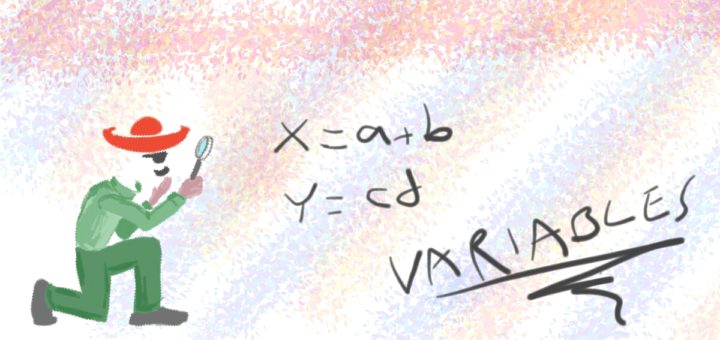 X = a+b
Y = cd
VARIABLES